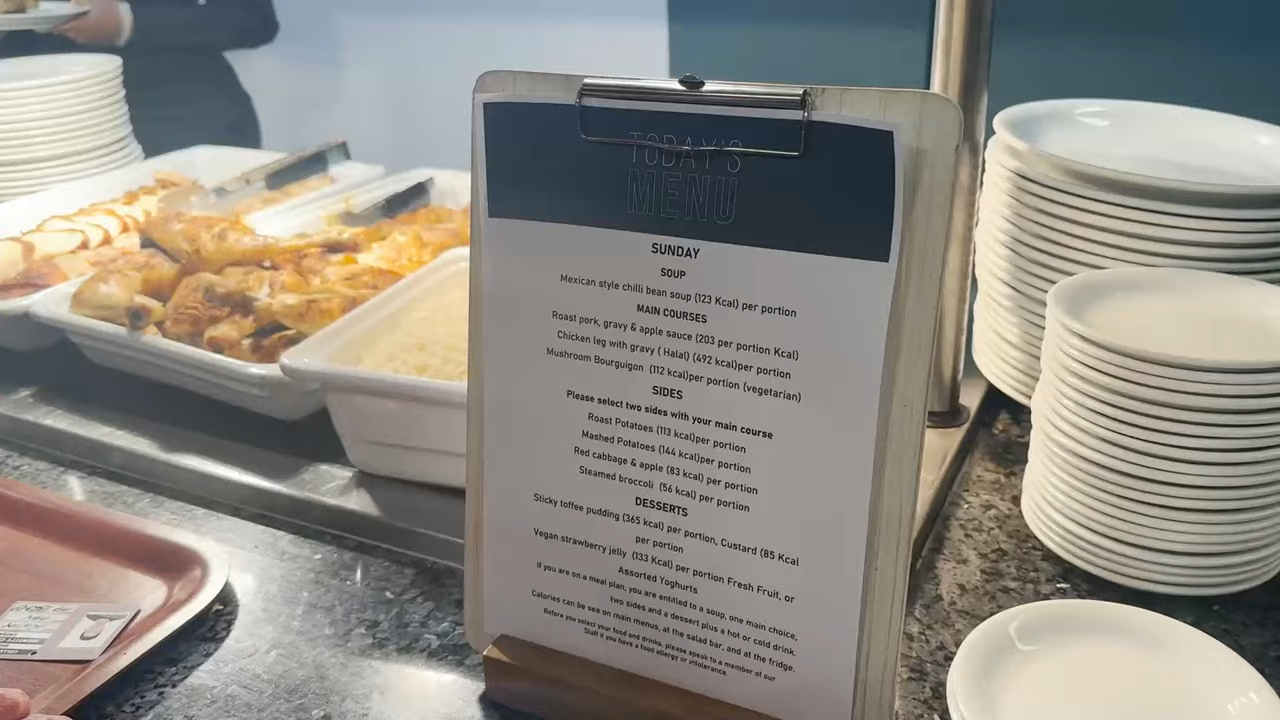 TODAY'S
MENU
SUNDAY
SOUP
Mexican style chilli bean soup (123 Kcal) per portion
MAIN COURSES
Roast pork, gravy & apple sauce (203 per portion Kcal)
Chicken leg with gravy ( Halal) (492 kcal)per portion
Mushroom Bourguigon (112 kcal)per portion (vegetarian)
SIDES
Please select two sides with your main course
Roast Potatoes (113 kcal)per portion
Mashed Potatoes (144 kcal)per portion
Red cabbage & apple (83 kcal) per portion
Steamed broccoli (56 kcal) per portion
DESSERTS
Sticky toffee pudding (365 kcal) per portion, Custard (85 Kcal
per portion
Vegan strawberry jelly (133 Kcal) per portion Fresh Fruit, or
Assorted Yoghurts
If you are on a meal plan, you are entitled to a soup, one main choice,
two sides and a dessert plus a hot or cold drink.
Calories can be see on main menus, at the salad bar, and at the fridge.
Before you select your food and drinks, please speak to a member of our
Staff if you have a food allergy or intolerance